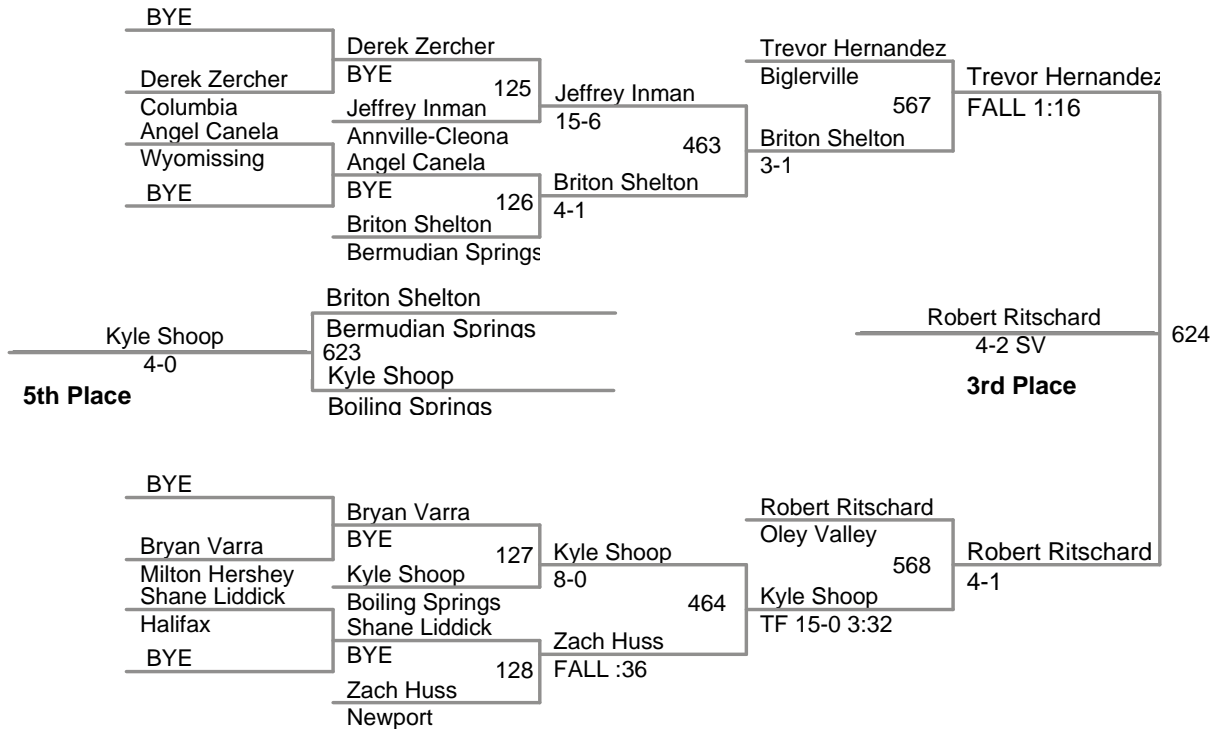 BYE
Derek Zercher
Columbia
Angel Canela
Wyomissing
BYE
Derek Zercher
BYE
125
Jeffrey Inman
Annville-Cleona
Angel Canela
BYE
126
Briton Shelton
Bermudian Springs
Jeffrey Inman
15-6
463
Briton Shelton
4-1
Trevor Hernandez
Biglerville
567
Briton Shelton
3-1
Trevor Hernandez
FALL 1:16
Kyle Shoop
4-0
5th Place
Briton Shelton
Bermudian Springs
623
Kyle Shoop
Boiling Springs
Robert Ritschard
4-2 SV
3rd Place
624
BYE
Bryan Varra
Milton Hershey
Shane Liddick
Halifax
BYE
Bryan Varra
BYE
127
Kyle Shoop
Boiling Springs
Shane Liddick
BYE
128
Zach Huss
Newport
Kyle Shoop
8-0
464
Zach Huss
FALL :36
Robert Ritschard
Oley Valley
568
Kyle Shoop
TF 15-0 3:32
Robert Ritschard
4-1